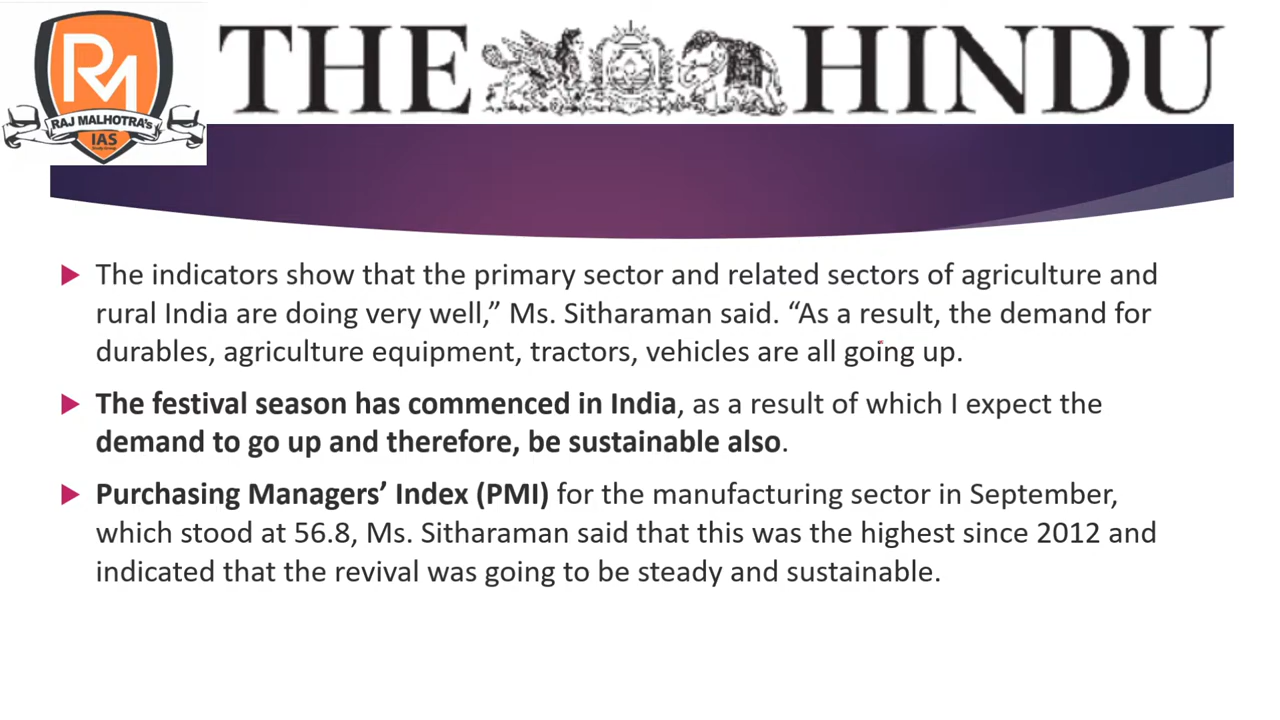 RM
RAJ MALHOTRA's
IAS
Study Group
THE HINDU
The indicators show that the primary sector and related sectors of agriculture and
rural India are doing very well,” Ms. Sitharaman said. “As a result, the demand for
durables, agriculture equipment, tractors, vehicles are all going up.
The festival season has commenced in India, as a result of which I expect the
demand to go up and therefore, be sustainable also.
Purchasing Managers’ Index (PMI) for the manufacturing sector in September,
which stood at 56.8, Ms. Sitharaman said that this was the highest since 2012 and
indicated that the revival was going to be steady and sustainable.